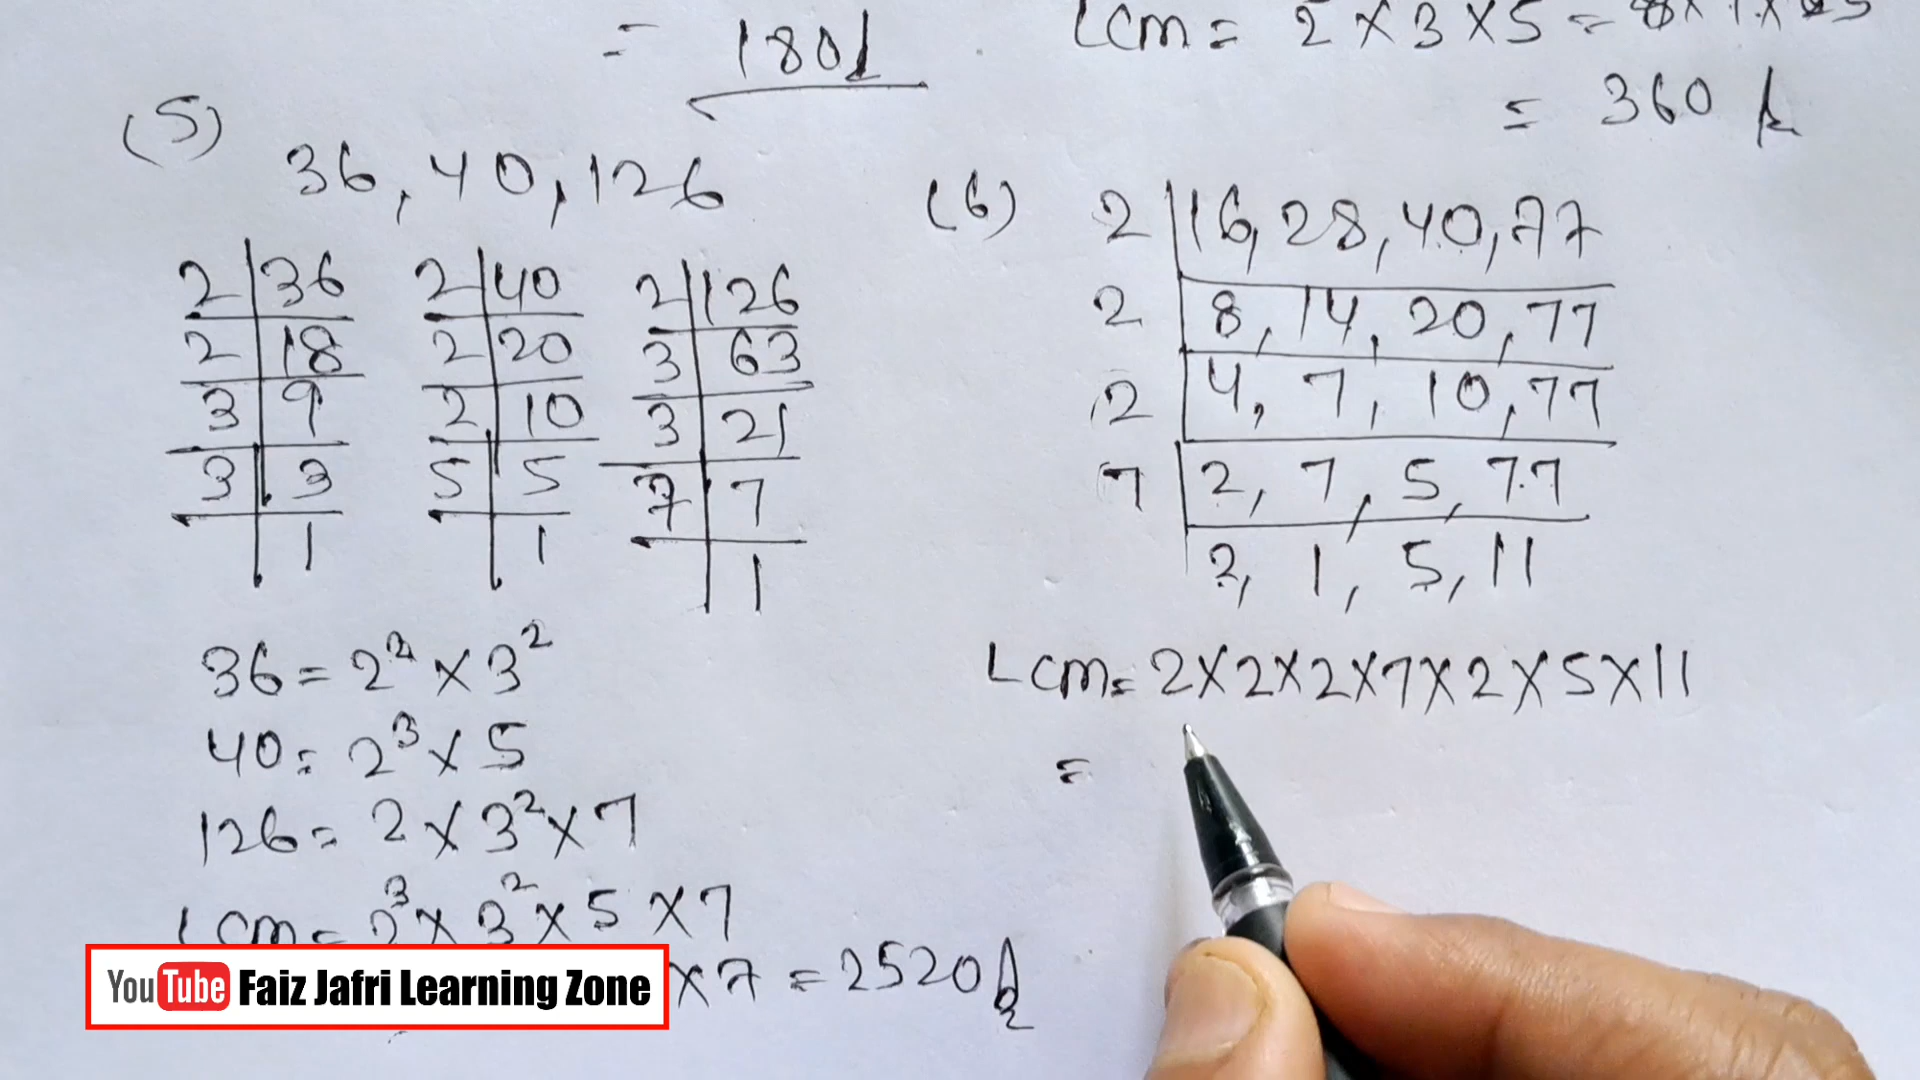 = 180
LCM = 2 × 3 × 5 =
= 360
(5)
36, 40, 126
2 | 36
2 | 18
3 | 9
3 | 3
1
2 | 40
2 | 20
2 | 10
5 | 5
1
2 | 126
3 | 63
3 | 21
7 | 7
1
36 = 2² × 3²
40 = 2³ × 5
126 = 2 × 3² × 7
LCM = 2³ × 3² × 5 × 7
× 7 = 2520
(6)
2 | 16, 28, 40, 77
2 | 8, 14, 20, 77
2 | 4, 7, 10, 77
7 | 2, 7, 5, 77
2, 1, 5, 11
LCM = 2×2×2×7×2×5×11
=
YouTube Faiz Jafri Learning Zone